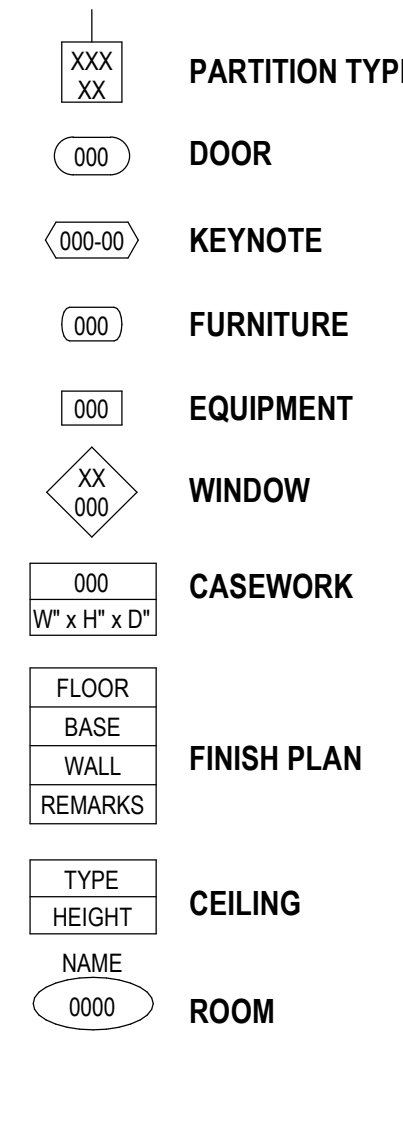 XXX
XX
PARTITION TYP
000
DOOR
000-00
KEYNOTE
000
FURNITURE
000
EQUIPMENT
XX
000
WINDOW
000
W" x H" x D"
CASEWORK
FLOOR
BASE
WALL
REMARKS
FINISH PLAN
TYPE
HEIGHT
CEILING
NAME
0000
ROOM